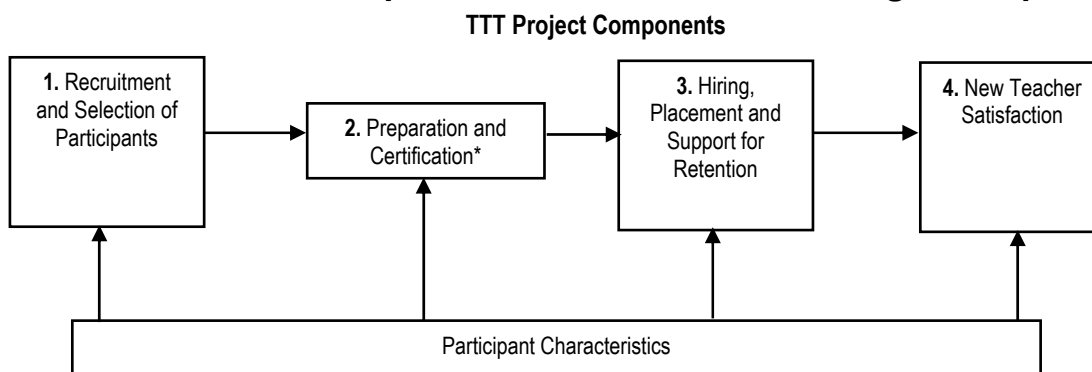 TTT Project Components
1. Recruitment
and Selection of
Participants
2. Preparation and
Certification*
3. Hiring,
Placement and
Support for
Retention
4. New Teacher
Satisfaction
Participant Characteristics